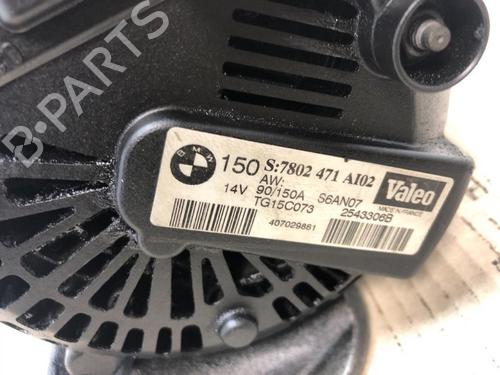 B-PARTS
BMW
150 S:7802 471 AI02
AW:
14V 90/150A S6AN07
TG15C073 2543306B
407029861
Valeo
MADE IN FRANCE